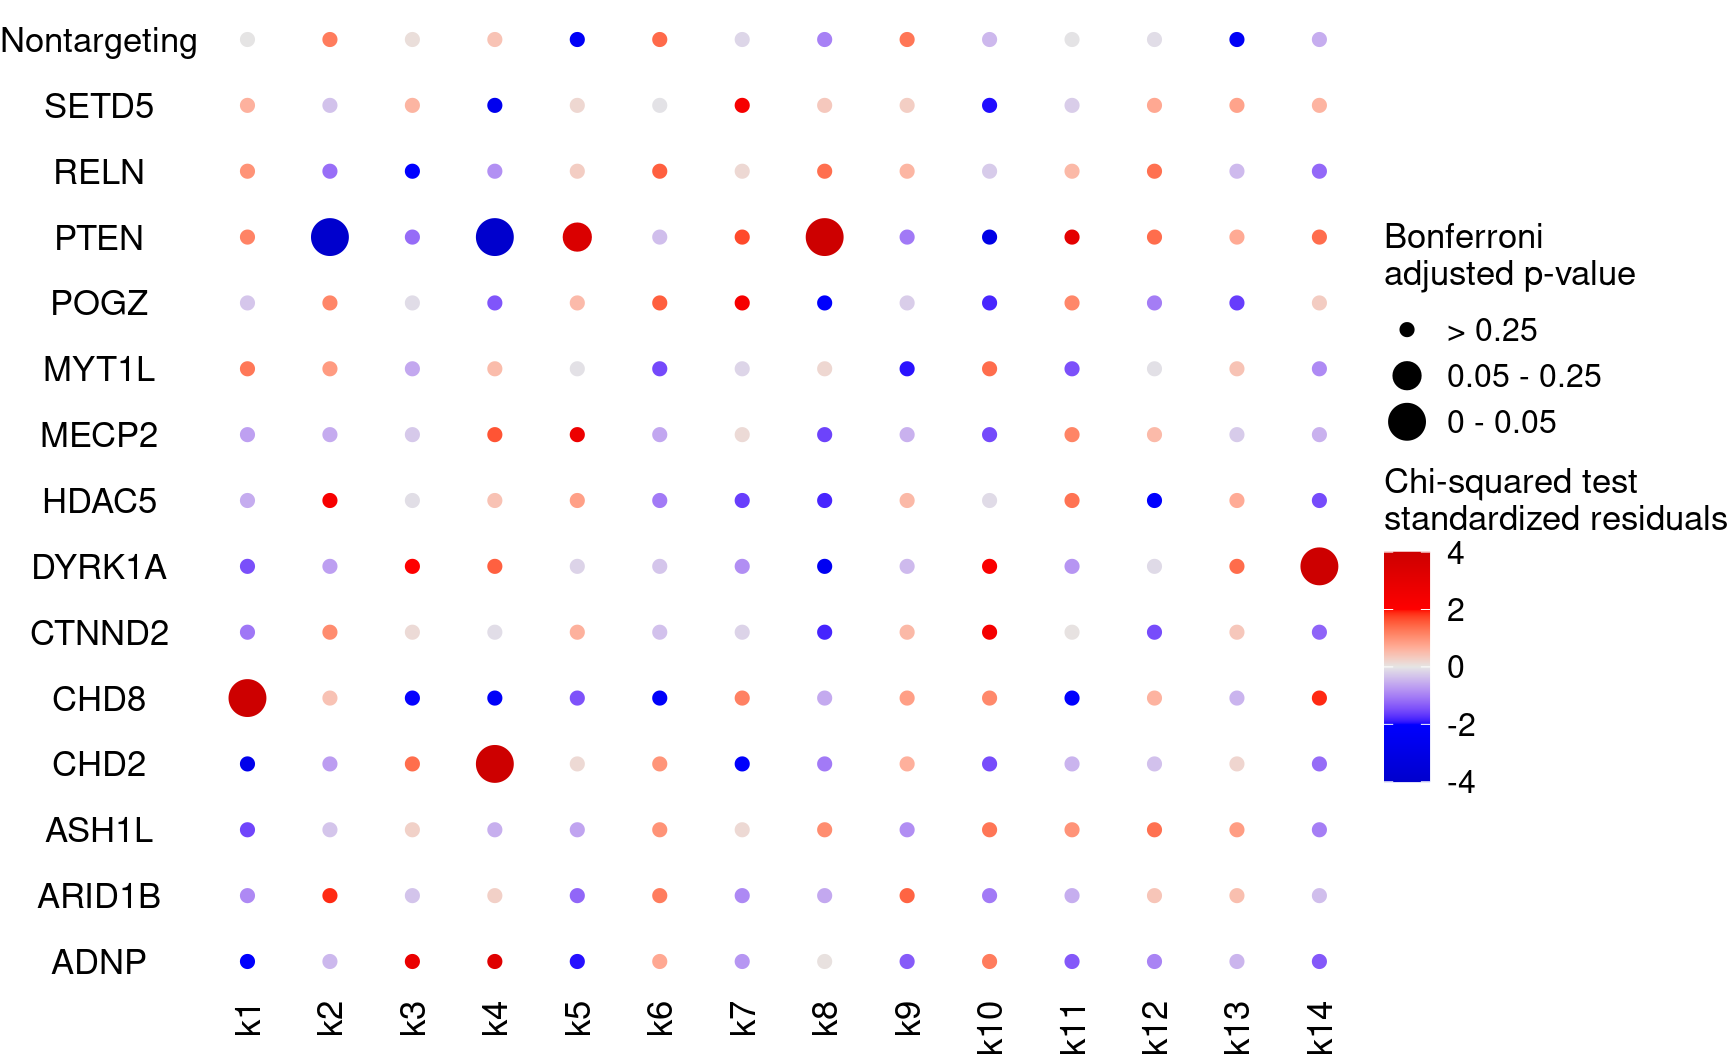 Nontargeting
SETD5
RELN
PTEN
POGZ
MYT1L
MECP2
HDAC5
DYRK1A
CTNND2
CHD8
CHD2
ASH1L
ARID1B
ADNP
k1
k2
k3
k4
k5
k6
k7
k8
k9
k10
k11
k12
k13
k14
Bonferroni
adjusted p-value
> 0.25
0.05 - 0.25
0 - 0.05
Chi-squared test
standardized residuals
4
2
0
-2
-4